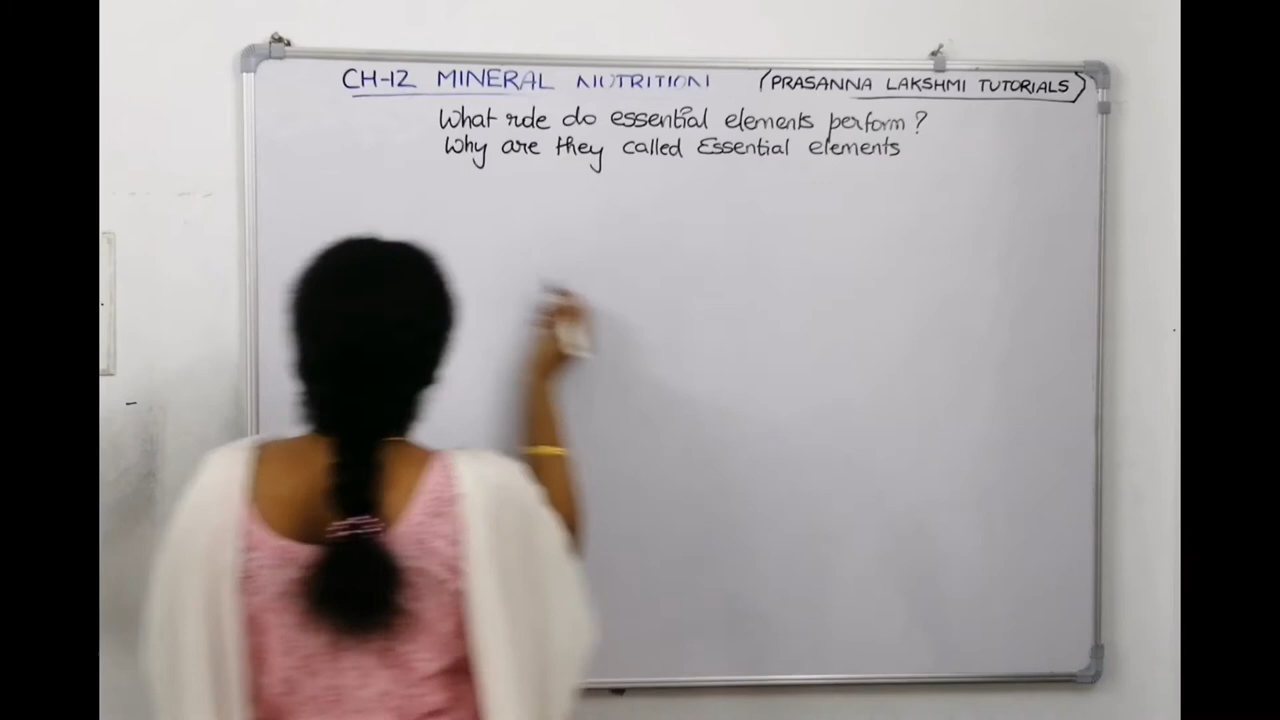 CH-12 MINERAL NUTRITION (PRASANNA LAKSHMI TUTORIALS)
What role do essential elements perform?
Why are they called Essential elements